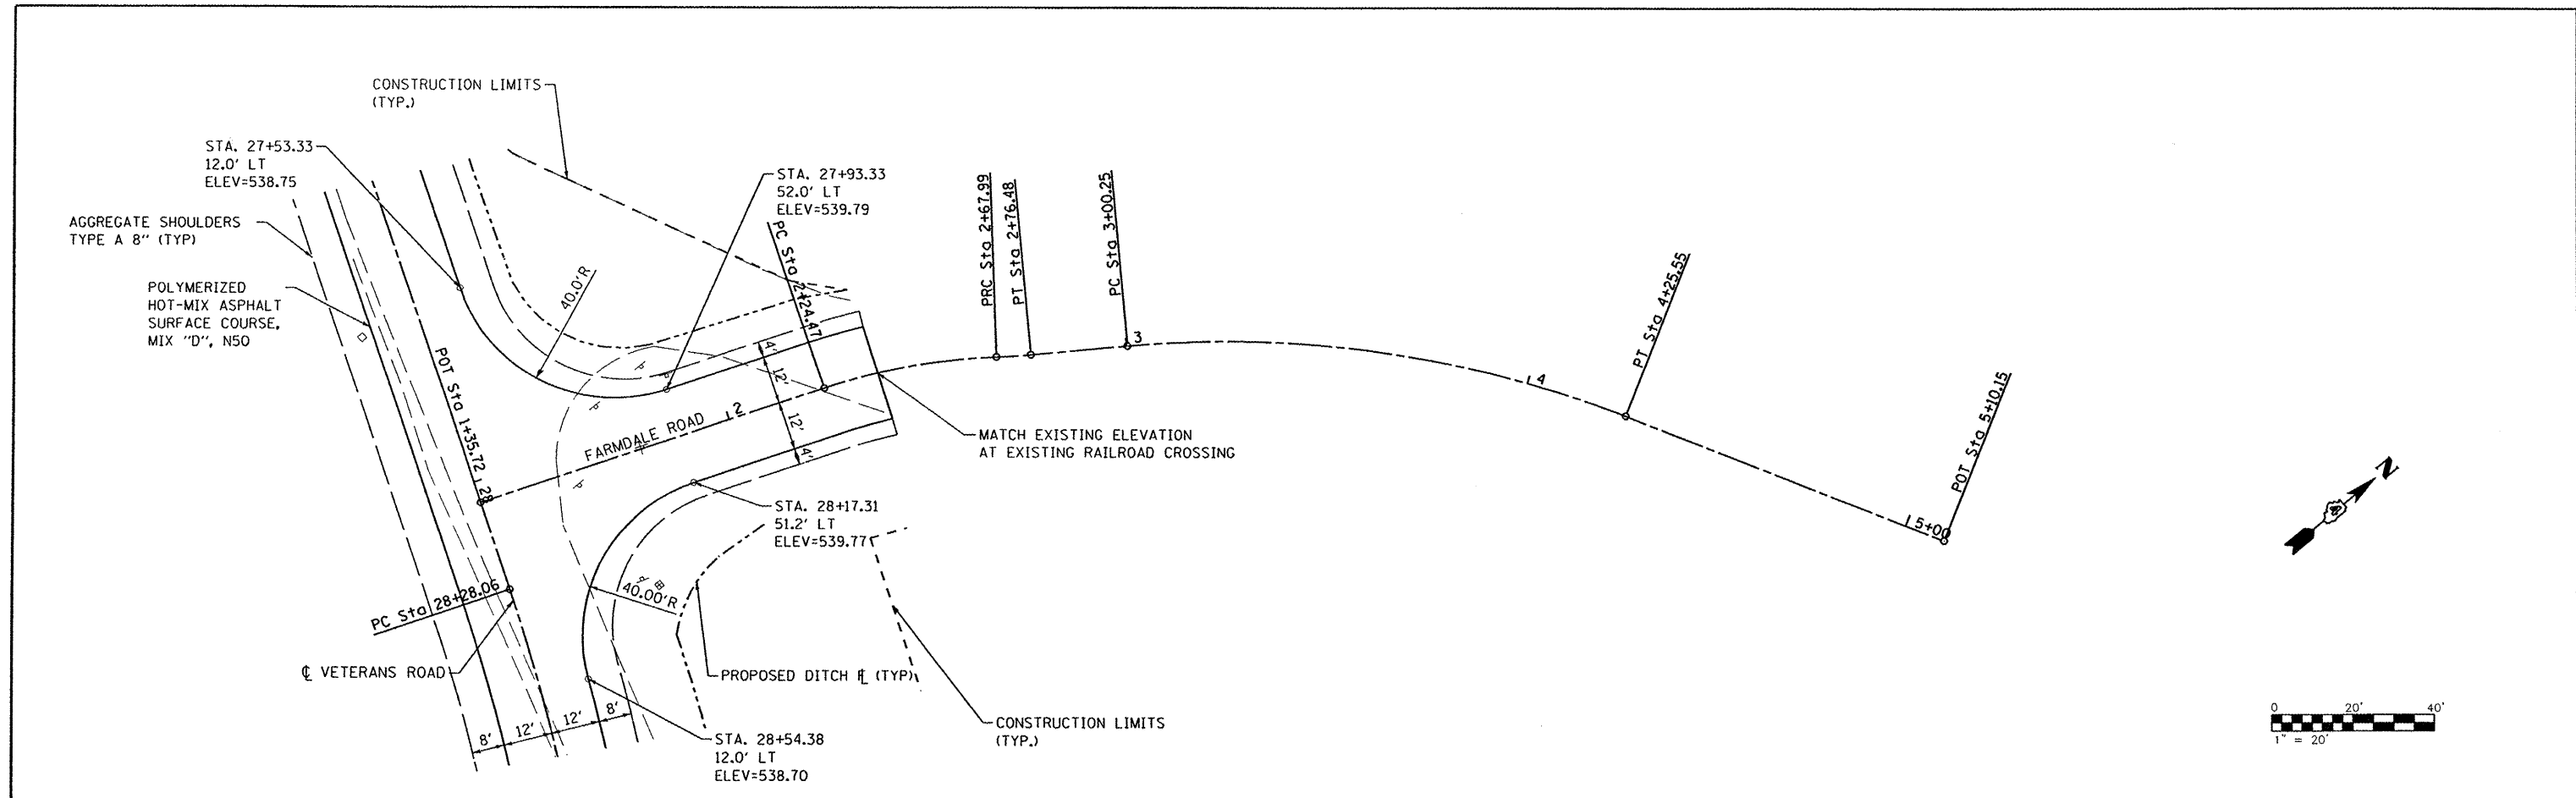 CONSTRUCTION LIMITS
(TYP.)
STA. 27+53.33
12.0' LT
ELEV=538.75
STA. 27+93.33
52.0' LT
ELEV=539.79
AGGREGATE SHOULDERS
TYPE A 8" (TYP)
POLYMERIZED
HOT-MIX ASPHALT
SURFACE COURSE,
MIX "D", N50
40.0'R
PC Sta 2+24.47
PRC Sta 2+67.99
PT Sta 2+76.48
PC Sta 3+00.25
3
4
PT Sta 4+25.55
POT Sta 5+10.15
5+00
POT Sta 1+35.72
28
FARMDALE ROAD
2
4'
12'
12'
4'
MATCH EXISTING ELEVATION
AT EXISTING RAILROAD CROSSING
STA. 28+17.31
51.2' LT
ELEV=539.77
40.00'R
PC Sta 28+28.06
℄ VETERANS ROAD
PROPOSED DITCH ℄ (TYP)
CONSTRUCTION LIMITS
(TYP.)
8'
12'
12'
8'
STA. 28+54.38
12.0' LT
ELEV=538.70
N
0 20' 40'
1" = 20'